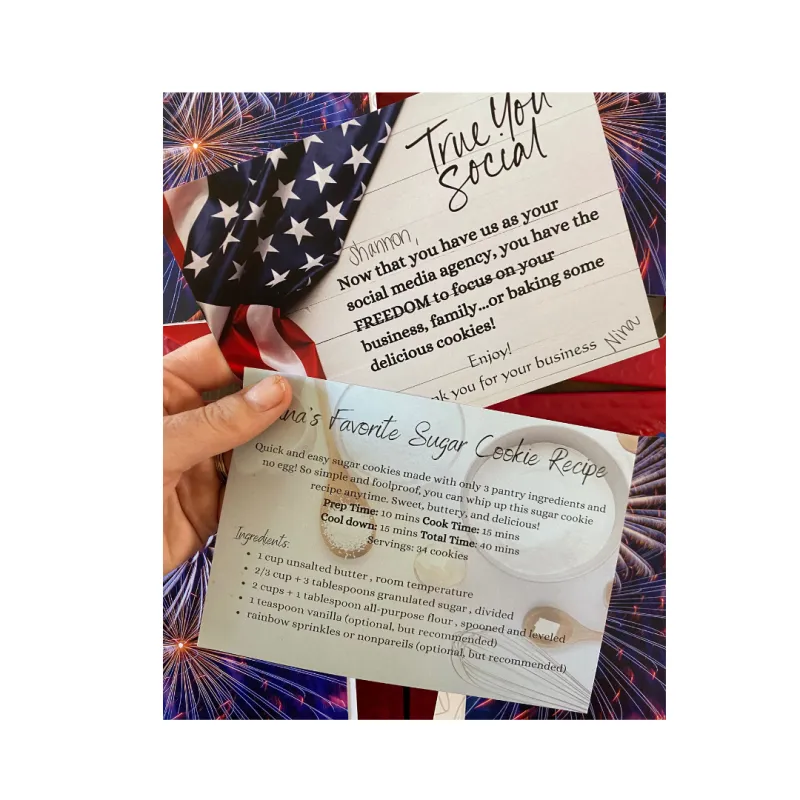 True You
Social
Shannon,
Now that you have us as your
social media agency, you have the
FREEDOM to focus on your
business, family...or baking some
delicious cookies!
Enjoy!
you for your business
Nina
Favorite Sugar Cookie Recipe
Quick and easy sugar cookies made with only 3 pantry ingredients and
no egg! So simple and foolproof, you can whip up this sugar cookie
recipe anytime. Sweet, buttery, and delicious!
Prep Time: 10 mins Cook Time: 15 mins
Cool down: 15 mins Total Time: 40 mins
Servings: 34 cookies
Ingredients:
• 1 cup unsalted butter , room temperature
• 2/3 cup + 3 tablespoons granulated sugar , divided
• 2 cups + 1 tablespoon all-purpose flour , spooned and leveled
• 1 teaspoon vanilla (optional, but recommended)
• rainbow sprinkles or nonpareils (optional, but recommended)